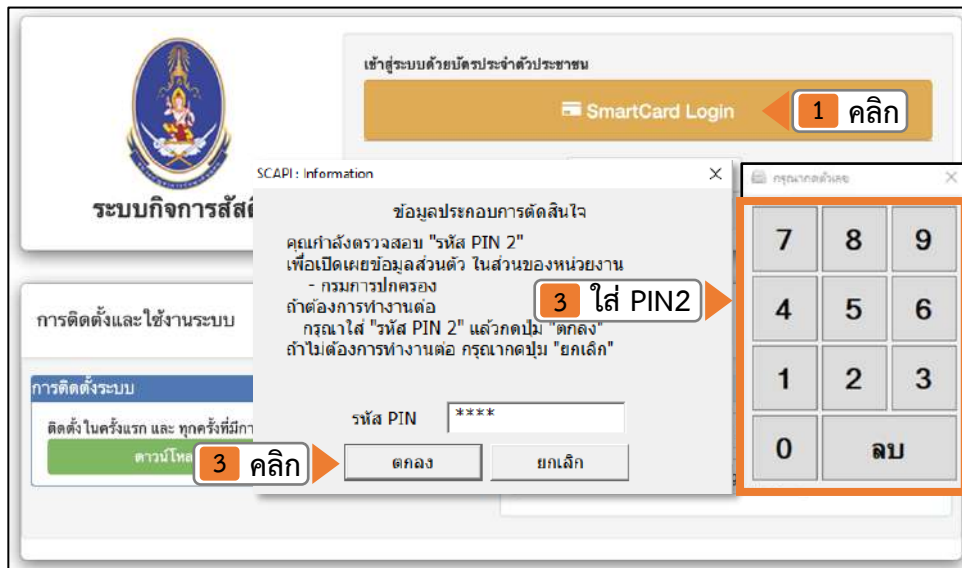 เข้าสู่ระบบด้วยบัตรประจำตัวประชาชน
SmartCard Login
1 คลิก
ระบบกิจการสัสดี
SCAPI : Information
ข้อมูลประกอบการตัดสินใจ
คุณกำลังตรวจสอบ "รหัส PIN 2"
เพื่อเปิดเผยข้อมูลส่วนตัว ในส่วนของหน่วยงาน
- กรมการปกครอง
ถ้าต้องการทำงานต่อ
กรุณาใส่ "รหัส PIN 2" แล้วกดปุ่ม "ตกลง"
ถ้าไม่ต้องการทำงานต่อ กรุณากดปุ่ม "ยกเลิก"
รหัส PIN ****
ตกลง ยกเลิก
3 ใส่ PIN2
3 คลิก
กรุณากดตัวเลข
7 8 9
4 5 6
1 2 3
0 ลบ
การติดตั้งและใช้งานระบบ
การติดตั้งระบบ
ติดตั้งในครั้งแรก และ ทุกครั้งที่มีกา
ดาวน์โหล